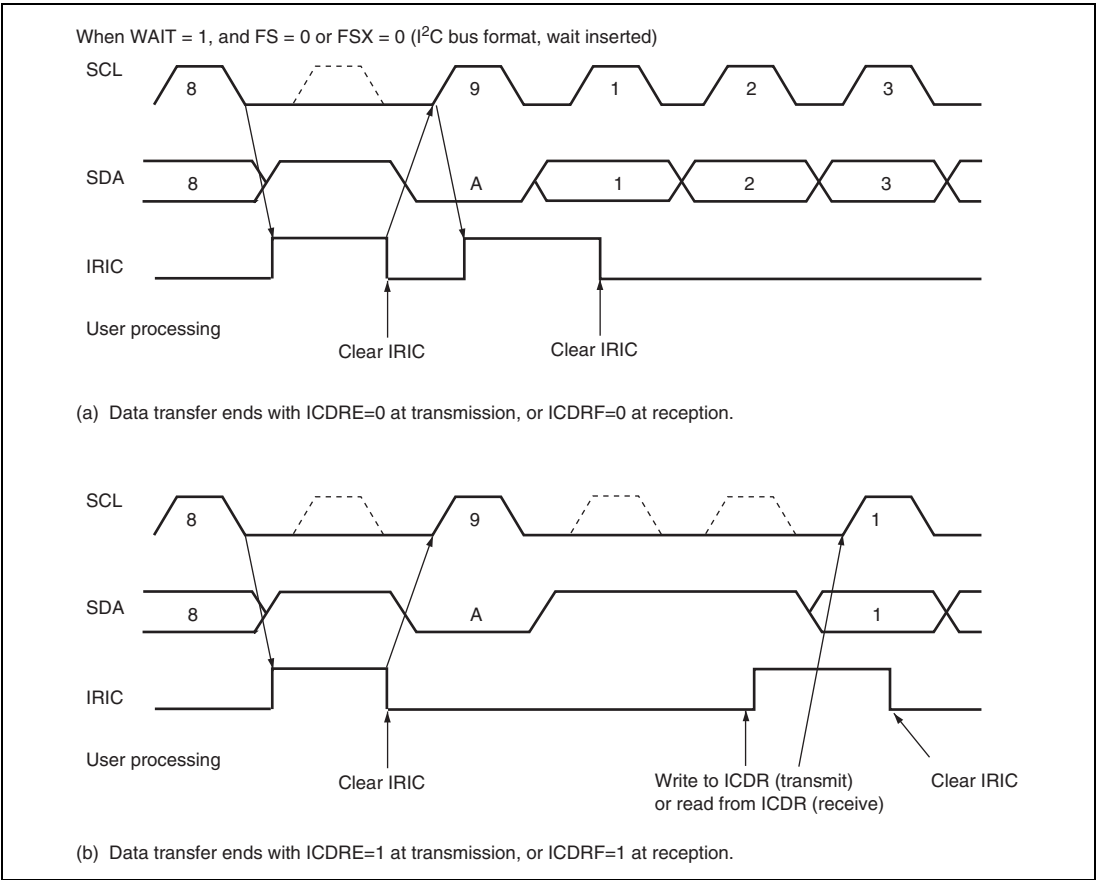 When WAIT = 1, and FS = 0 or FSX = 0 (I²C bus format, wait inserted)
SCL
8
9
1
2
3
SDA
8
A
1
2
3
IRIC
User processing
Clear IRIC
Clear IRIC
(a) Data transfer ends with ICDRE=0 at transmission, or ICDRF=0 at reception.
SCL
8
9
1
SDA
8
A
1
IRIC
User processing
Clear IRIC
Write to ICDR (transmit)
or read from ICDR (receive)
Clear IRIC
(b) Data transfer ends with ICDRE=1 at transmission, or ICDRF=1 at reception.